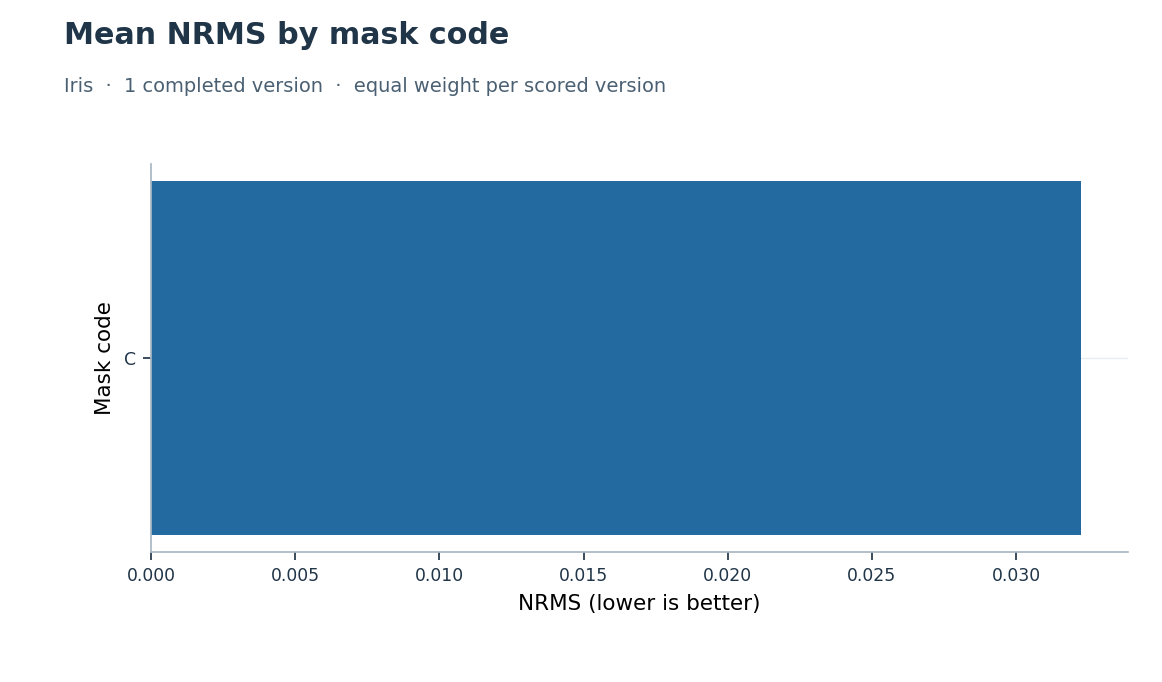 Mean NRMS by mask code
Iris · 1 completed version · equal weight per scored version
Mask code
C
0.000 0.005 0.010 0.015 0.020 0.025 0.030
NRMS (lower is better)